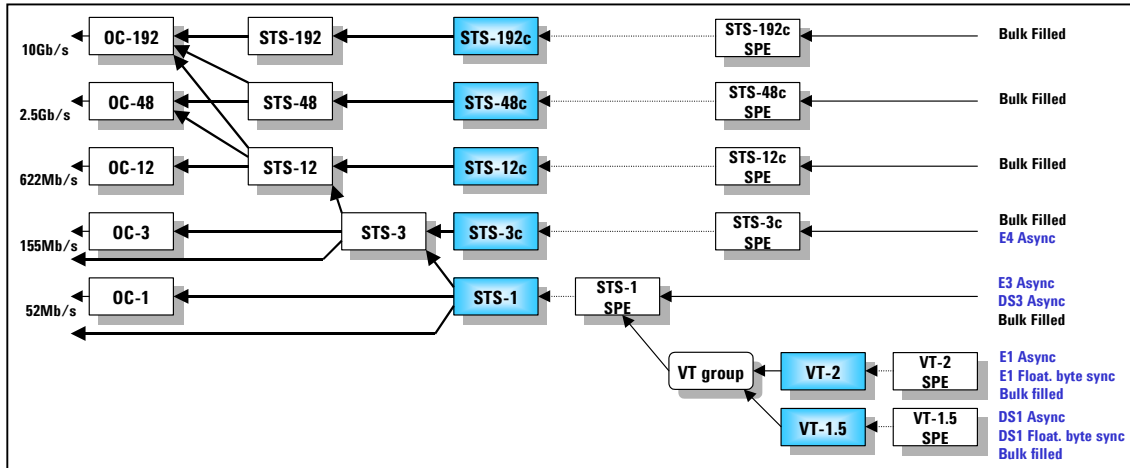 OC-192
STS-192
STS-192c
STS-192c
SPE
Bulk Filled
10Gb/s
OC-48
STS-48
STS-48c
STS-48c
SPE
Bulk Filled
2.5Gb/s
OC-12
STS-12
STS-12c
STS-12c
SPE
Bulk Filled
622Mb/s
OC-3
STS-3
STS-3c
STS-3c
SPE
Bulk Filled
E4 Async
155Mb/s
OC-1
STS-1
STS-1
SPE
E3 Async
DS3 Async
Bulk Filled
52Mb/s
VT group
VT-2
VT-2
SPE
E1 Async
E1 Float. byte sync
Bulk filled
VT-1.5
VT-1.5
SPE
DS1 Async
DS1 Float. byte sync
Bulk filled